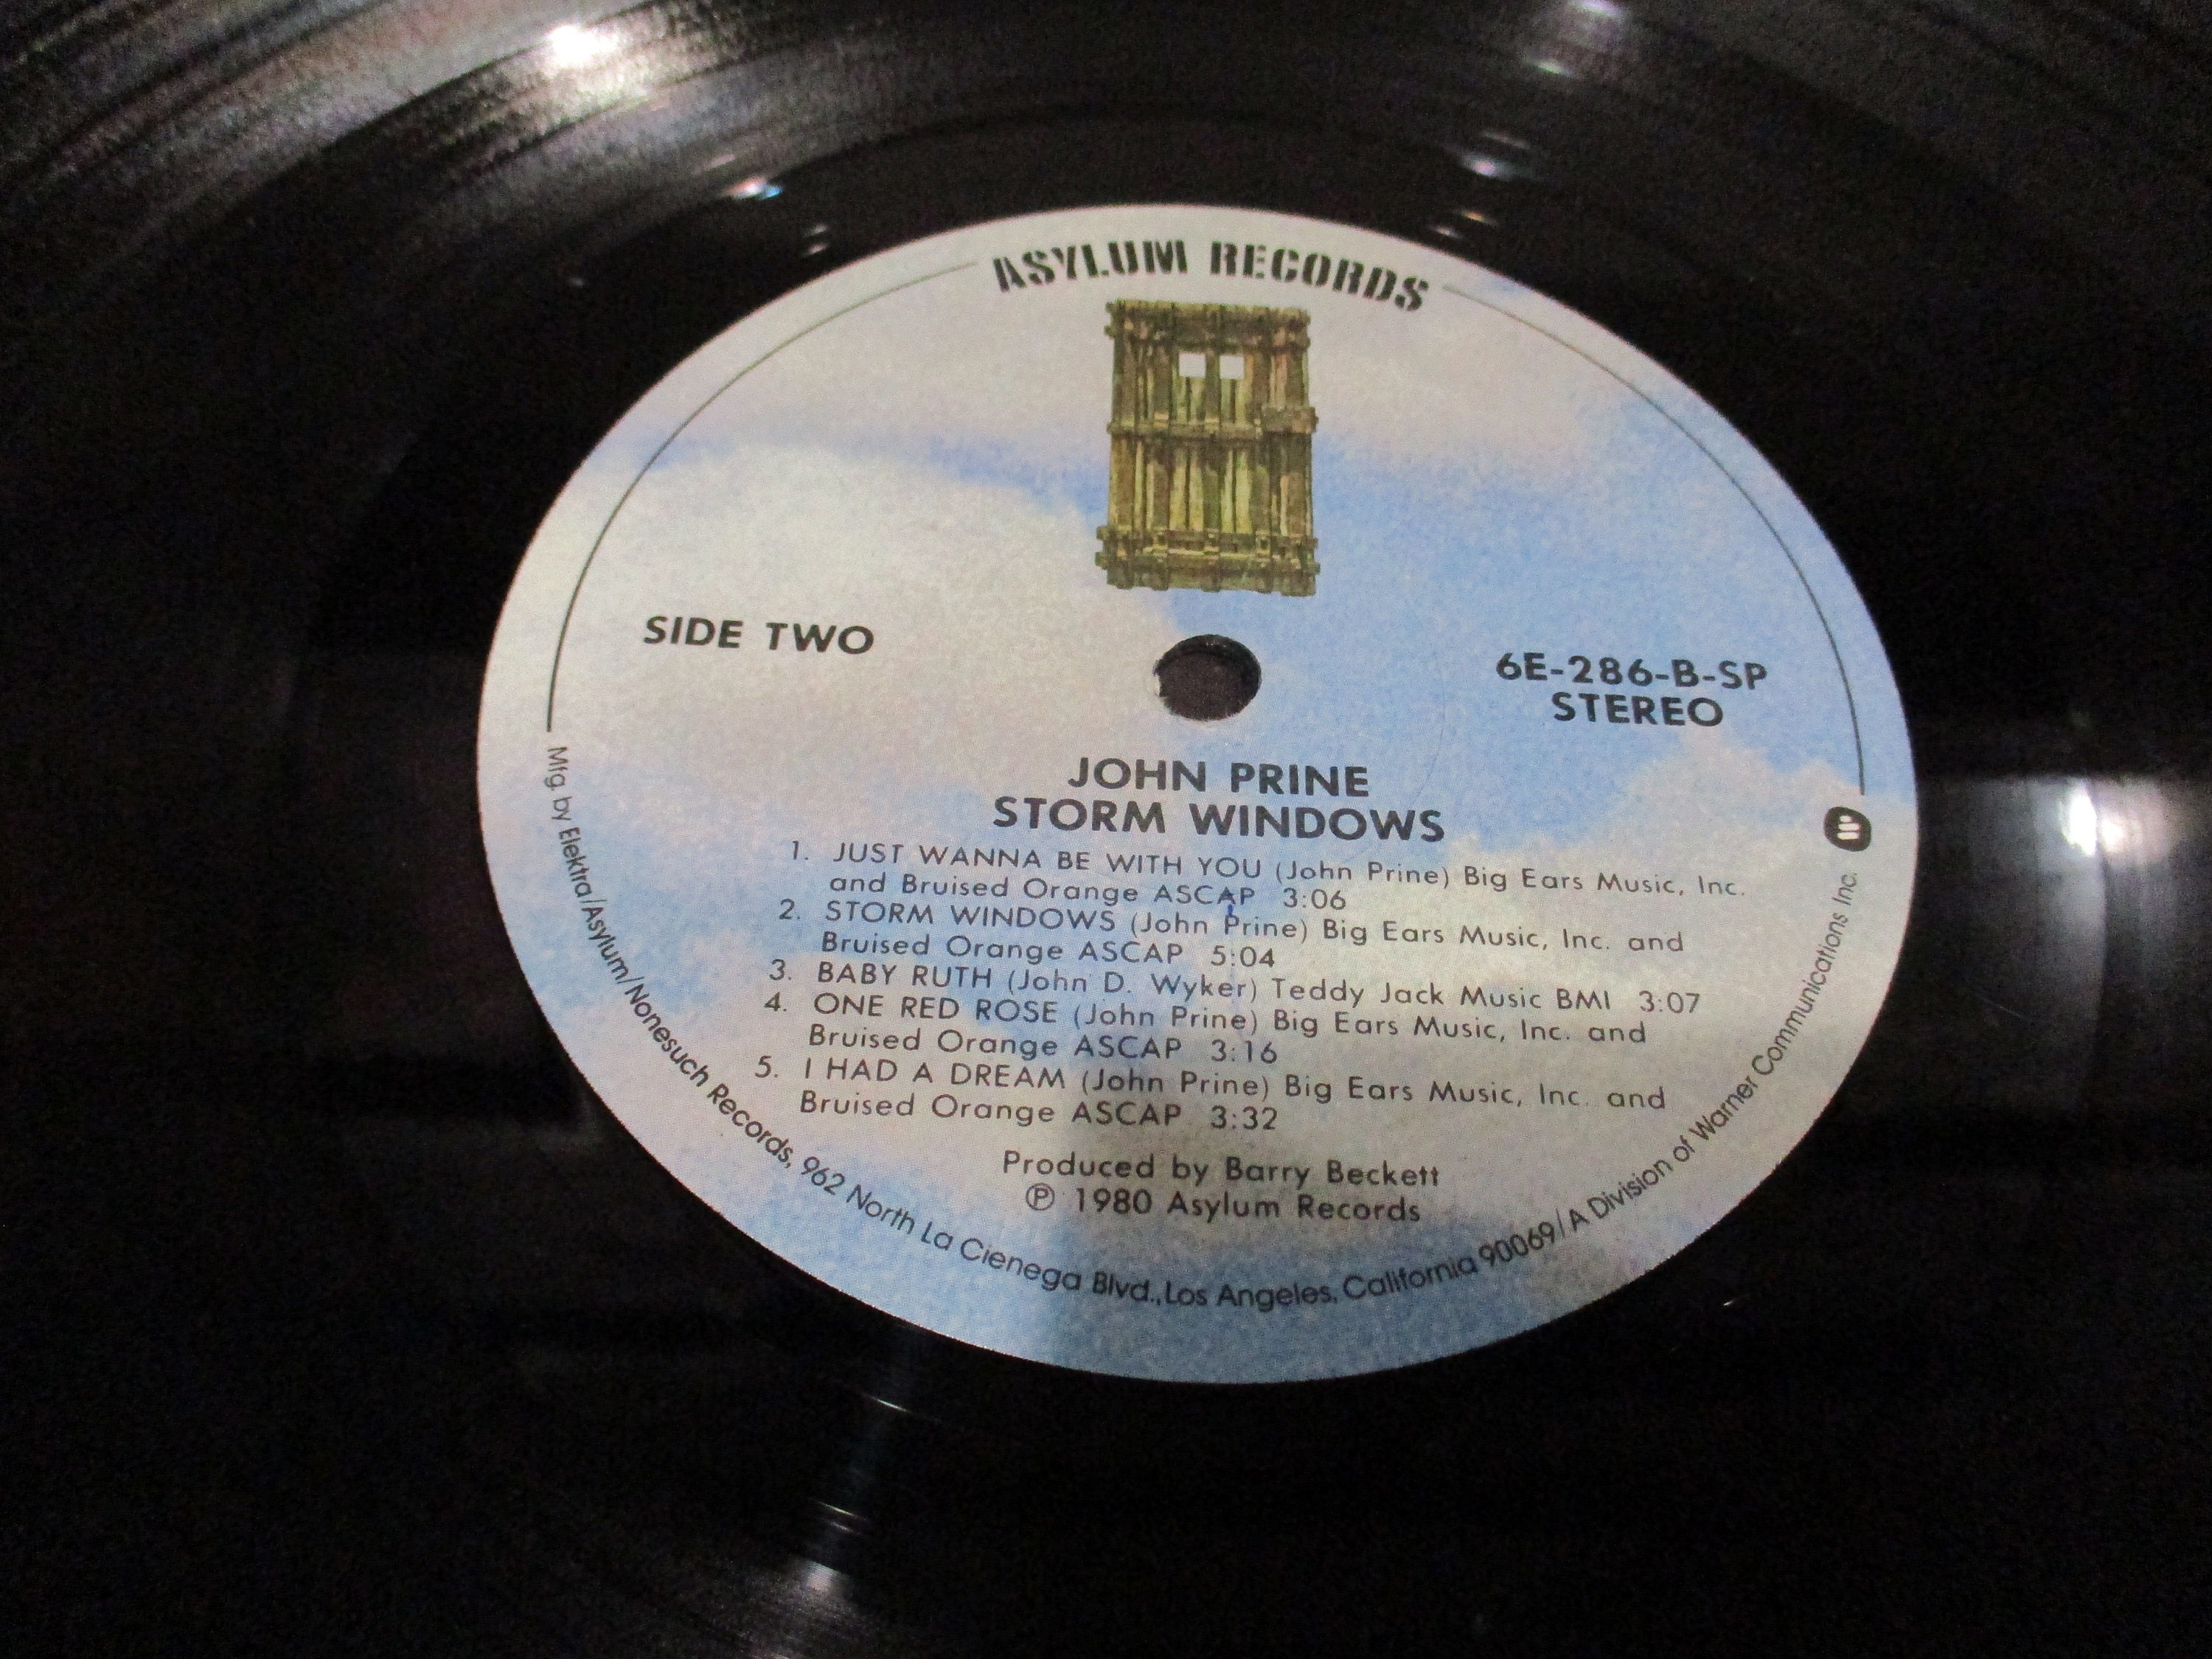 ASYLUM RECORDS
SIDE TWO
6E-286-B-SP
STEREO
JOHN PRINE
STORM WINDOWS
1. JUST WANNA BE WITH YOU (John Prine) Big Ears Music, Inc.
and Bruised Orange ASCAP 3:06
2. STORM WINDOWS (John Prine) Big Ears Music, Inc. and
Bruised Orange ASCAP 5:04
3. BABY RUTH (John D. Wyker) Teddy Jack Music BMI 3:07
4. ONE RED ROSE (John Prine) Big Ears Music, Inc. and
Bruised Orange ASCAP 3:16
5. I HAD A DREAM (John Prine) Big Ears Music, Inc. and
Bruised Orange ASCAP 3:32
Produced by Barry Beckett
℗ 1980 Asylum Records
Mfg. by Elektra/Asylum/Nonesuch Records, 962 North La Cienega Blvd., Los Angeles, California 90069/A Division of Warner Communications Inc.